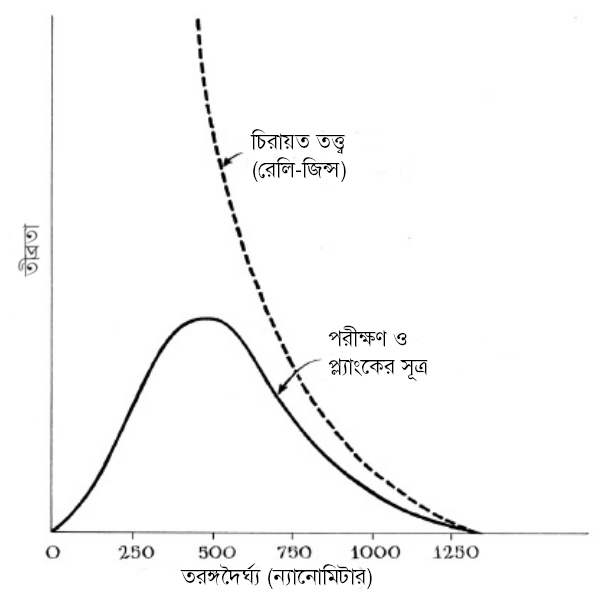 চিরায়ত তত্ত্ব
(রেলি-জিন্স)
তীব্রতা
পরীক্ষণ ও
প্ল্যাংকের সূত্র
0 250 500 750 1000 1250
তরঙ্গদৈর্ঘ্য (ন্যানোমিটার)